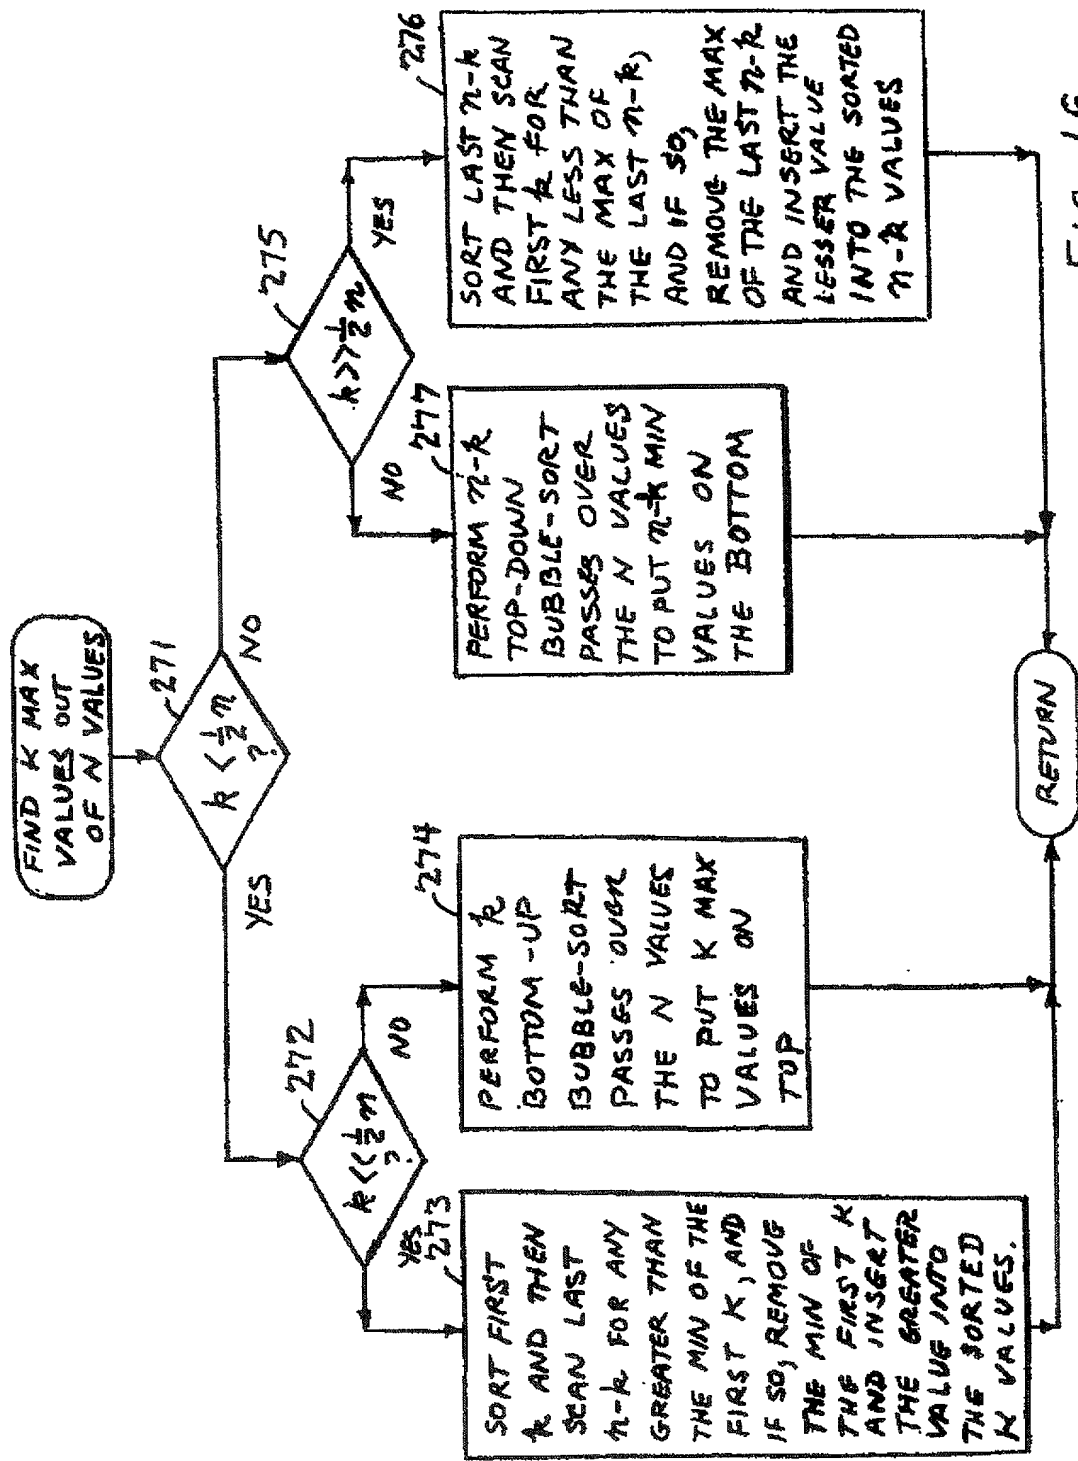 FIND K MAX
VALUES OUT
OF N VALUES
271
k < 1/2 n
?
YES
NO
272
k << 1/2 n
?
YES
NO
273
SORT FIRST
k AND THEN
SCAN LAST
n-k FOR ANY
GREATER THAN
THE MIN OF THE
FIRST K, AND
IF SO, REMOVE
THE MIN OF
THE FIRST K
AND INSERT
THE GREATER
VALUE INTO
THE SORTED
K VALUES.
274
PERFORM k
BOTTOM-UP
BUBBLE-SORT
PASSES OVER
THE N VALUES
TO PUT K MAX
VALUES ON
TOP
275
k >> 1/2 n
NO
YES
277
PERFORM n-k
TOP-DOWN
BUBBLE-SORT
PASSES OVER
THE N VALUES
TO PUT n-k MIN
VALUES ON
THE BOTTOM
276
SORT LAST n-k
AND THEN SCAN
FIRST k FOR
ANY LESS THAN
THE MAX OF
THE LAST n-k,
AND IF SO,
REMOVE THE MAX
OF THE LAST n-k
AND INSERT THE
LESSER VALUE
INTO THE SORTED
n-k VALUES
RETURN